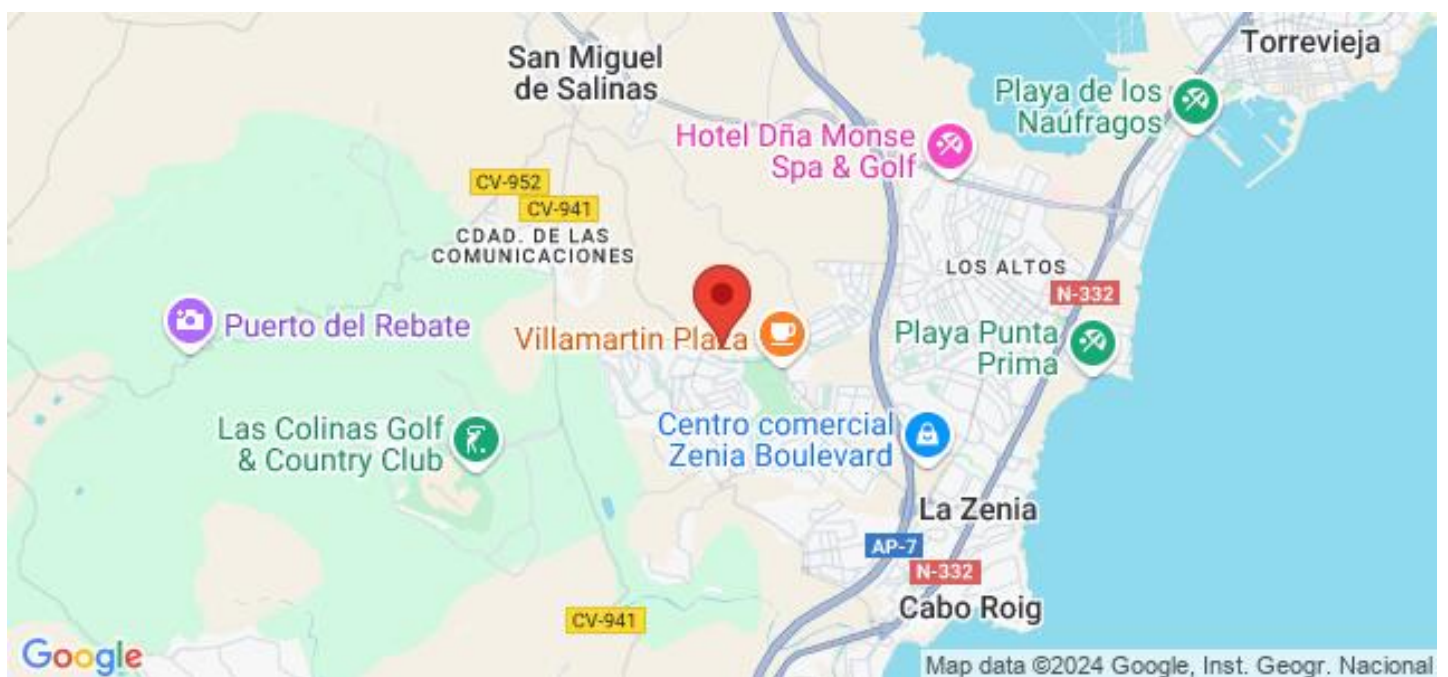 Torrevieja
San Miguel
de Salinas
Playa de los
Naúfragos
Hotel Dña Monse
Spa & Golf
CV-952
CV-941
CDAD. DE LAS
COMUNICACIONES
LOS ALTOS
N-332
Puerto del Rebate
Villamartin Plaza
Playa Punta
Prima
Las Colinas Golf
& Country Club
Centro comercial
Zenia Boulevard
La Zenia
AP-7
N-332
Cabo Roig
CV-941
Google
Map data ©2024 Google, Inst. Geogr. Nacional